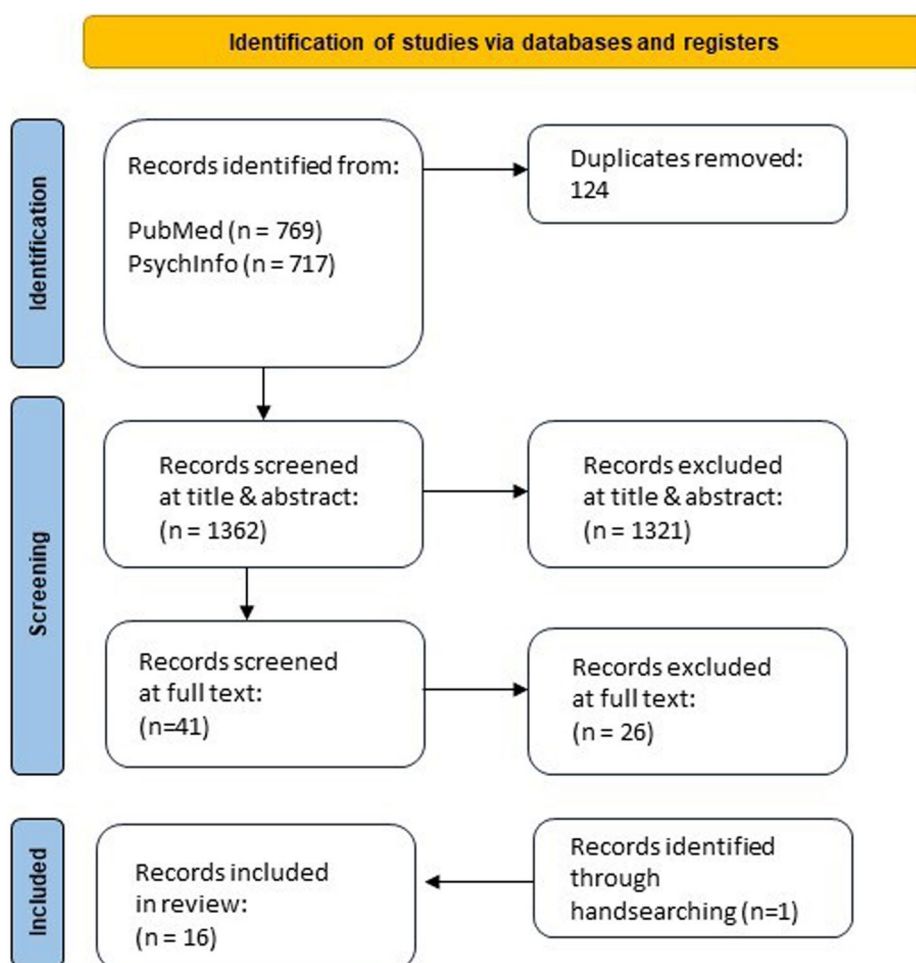 Identification of studies via databases and registers
Identification
Records identified from:
PubMed (n = 769)
PsychInfo (n = 717)
Duplicates removed:
124
Screening
Records screened
at title & abstract:
(n = 1362)
Records excluded
at title & abstract:
(n = 1321)
Records screened
at full text:
(n=41)
Records excluded
at full text:
(n = 26)
Included
Records included
in review:
(n = 16)
Records identified
through
handsearching (n=1)